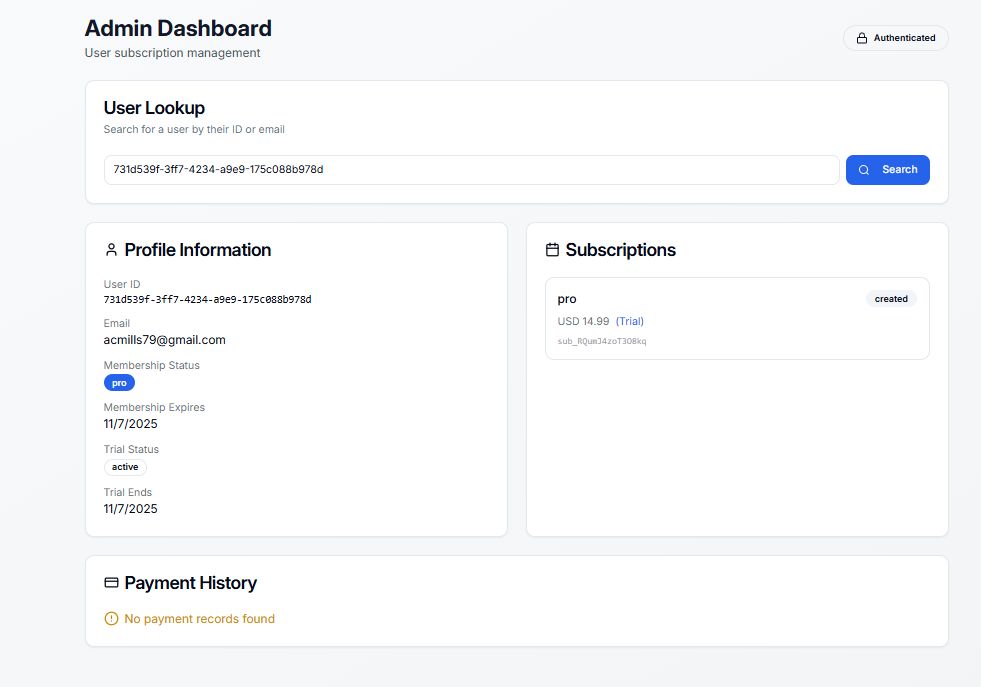 Admin Dashboard
User subscription management
Authenticated
User Lookup
Search for a user by their ID or email
731d539f-3ff7-4234-a9e9-175c088b978d
Search
Profile Information
User ID
731d539f-3ff7-4234-a9e9-175c088b978d
Email
acmills79@gmail.com
Membership Status
pro
Membership Expires
11/7/2025
Trial Status
active
Trial Ends
11/7/2025
Subscriptions
pro
created
USD 14.99 (Trial)
sub_RQumJ4zoT3O8kq
Payment History
No payment records found